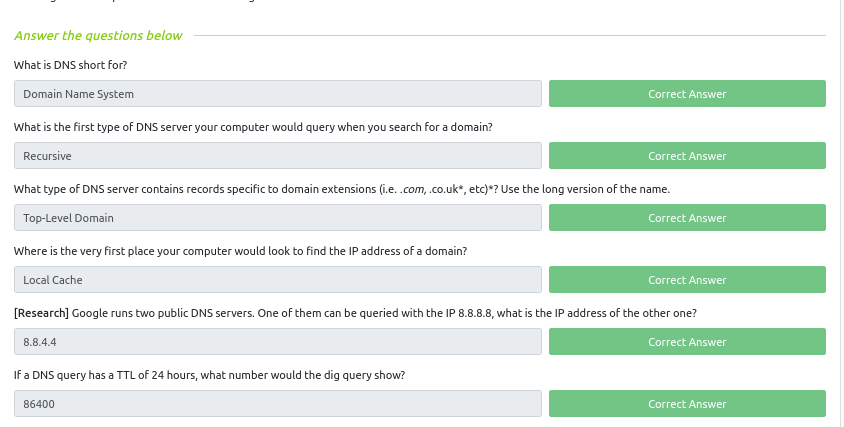 Answer the questions below
What is DNS short for?
Domain Name System
Correct Answer
What is the first type of DNS server your computer would query when you search for a domain?
Recursive
Correct Answer
What type of DNS server contains records specific to domain extensions (i.e. .com, .co.uk*, etc)*? Use the long version of the name.
Top-Level Domain
Correct Answer
Where is the very first place your computer would look to find the IP address of a domain?
Local Cache
Correct Answer
[Research] Google runs two public DNS servers. One of them can be queried with the IP 8.8.8.8, what is the IP address of the other one?
8.8.4.4
Correct Answer
If a DNS query has a TTL of 24 hours, what number would the dig query show?
86400
Correct Answer